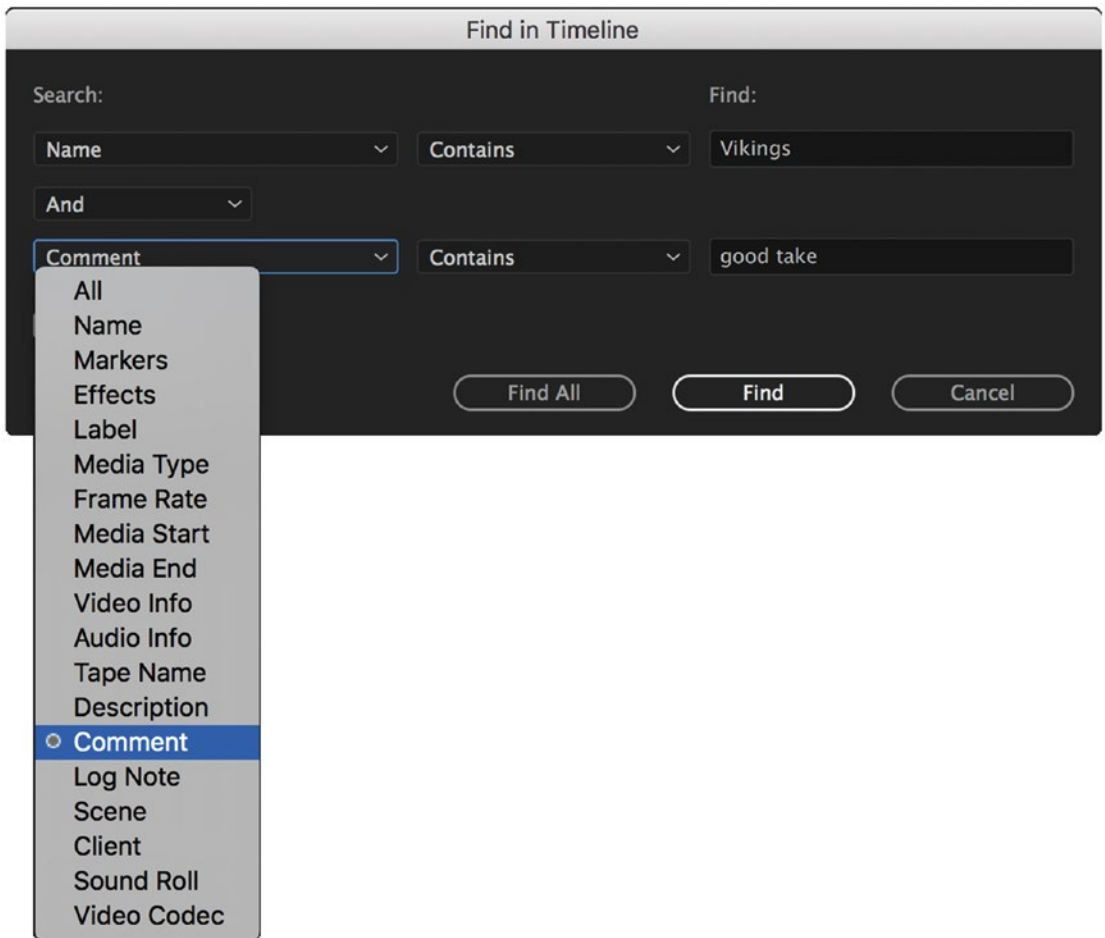 Find in Timeline
Search: Find:
Name Contains Vikings
And
Comment Contains good take
All
Name
Markers
Effects
Label
Media Type
Frame Rate
Media Start
Media End
Video Info
Audio Info
Tape Name
Description
Comment
Log Note
Scene
Client
Sound Roll
Video Codec
Find All Find Cancel